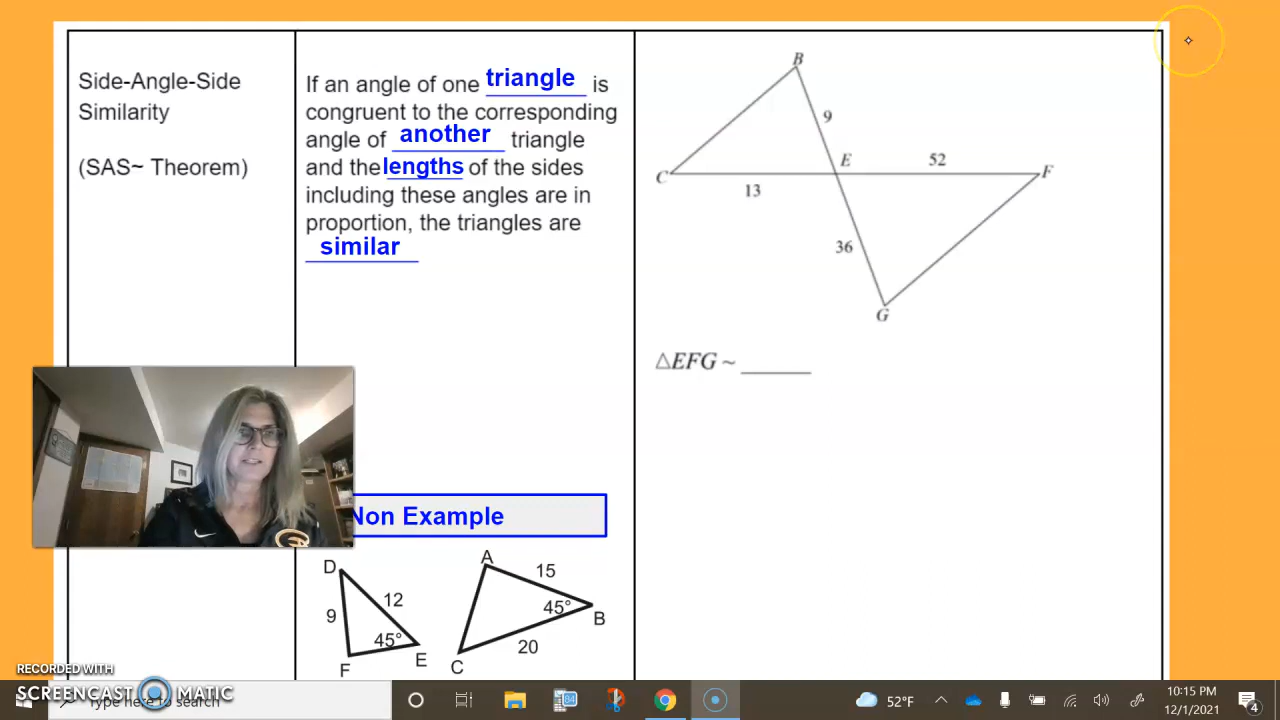 Side-Angle-Side
Similarity
(SAS~ Theorem)
If an angle of one triangle is
congruent to the corresponding
angle of another triangle
and the lengths of the sides
including these angles are in
proportion, the triangles are
similar
B
9
E
52
F
C
13
36
G
△EFG ~ ______
Non Example
D
12
9
45°
F
E
A
15
45°
B
20
C
RECORDED WITH
SCREENCAST MATIC
Type here to search
84
52°F
10:15 PM
12/1/2021
4